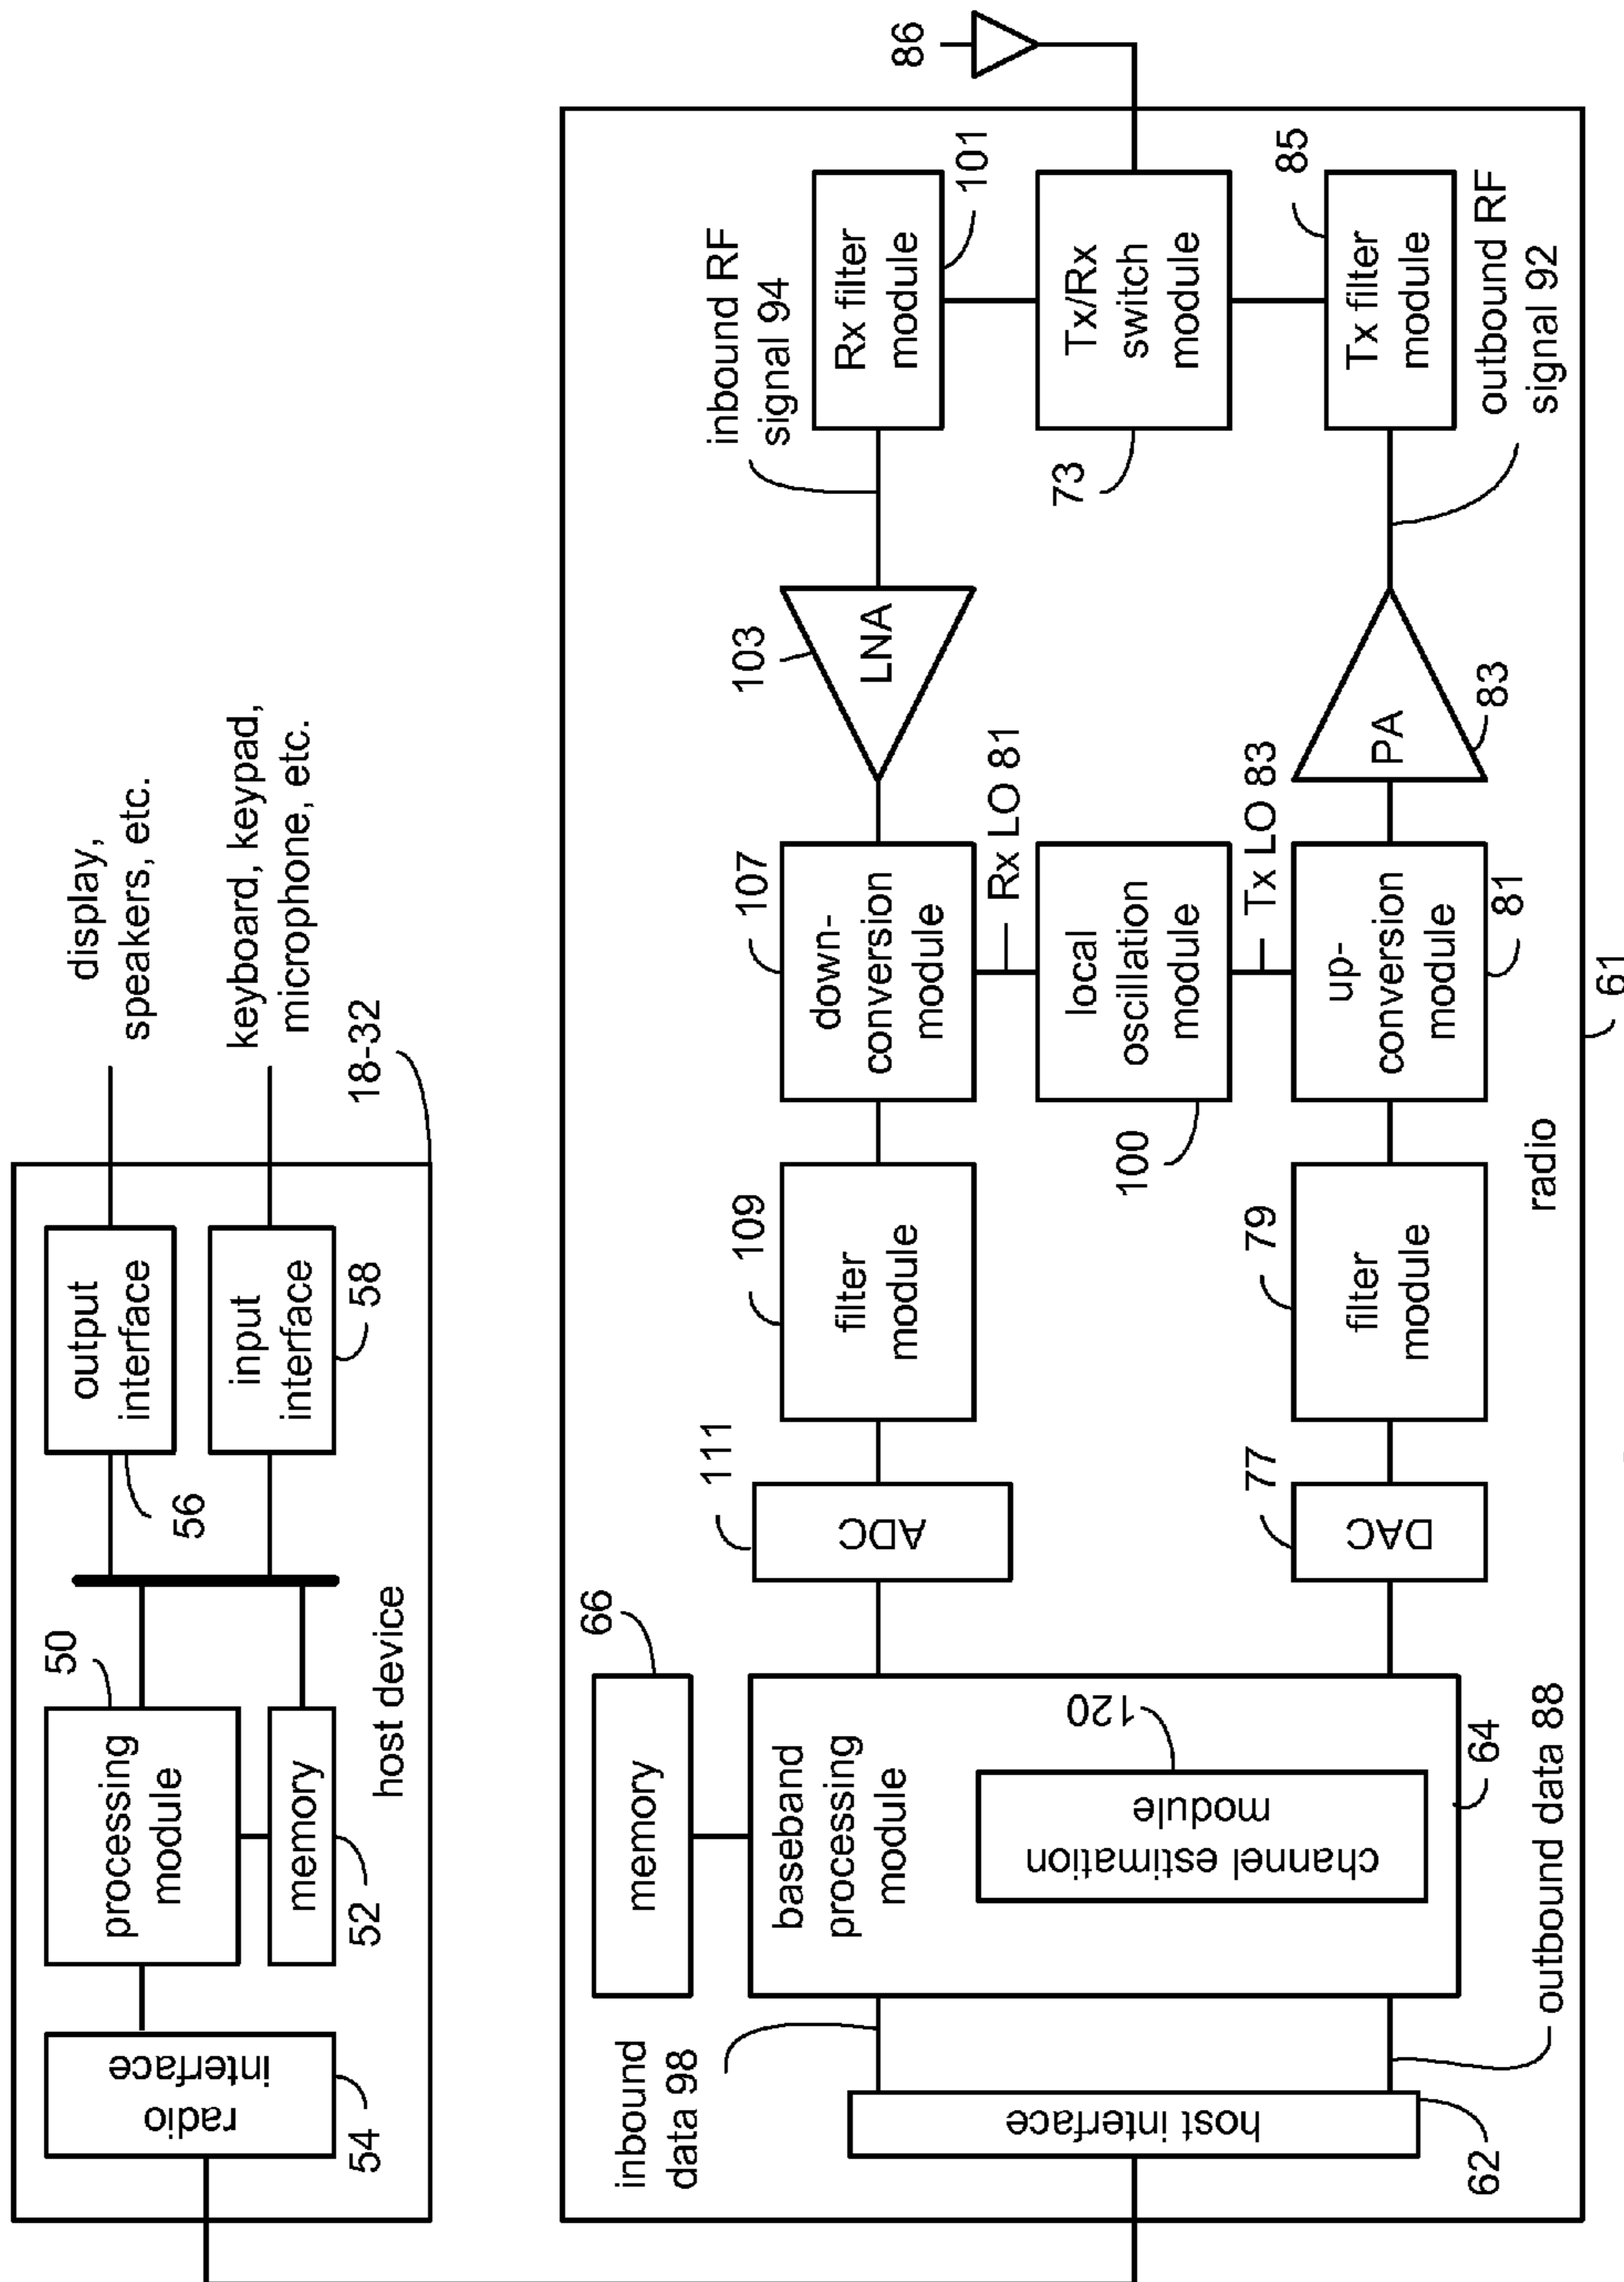 display,
speakers, etc.
keyboard, keypad,
microphone, etc.
18-32
output
interface
56
input
interface
58
50
processing
module
memory
52
host device
radio
interface
54
86
inbound RF
signal 94
Rx filter
module
101
103
LNA
Tx/Rx
switch
module
73
85
Tx filter
module
outbound RF
signal 92
107
down-
conversion
module
Rx LO 81
local
oscillation
module
100
Tx LO 83
up-
conversion
module
81
PA
83
109
filter
module
79
filter
module
radio
61
111
ADC
77
DAC
66
memory
baseband
processing
module
120
channel estimation
module
64
inbound
data 98
outbound data 88
host interface
62